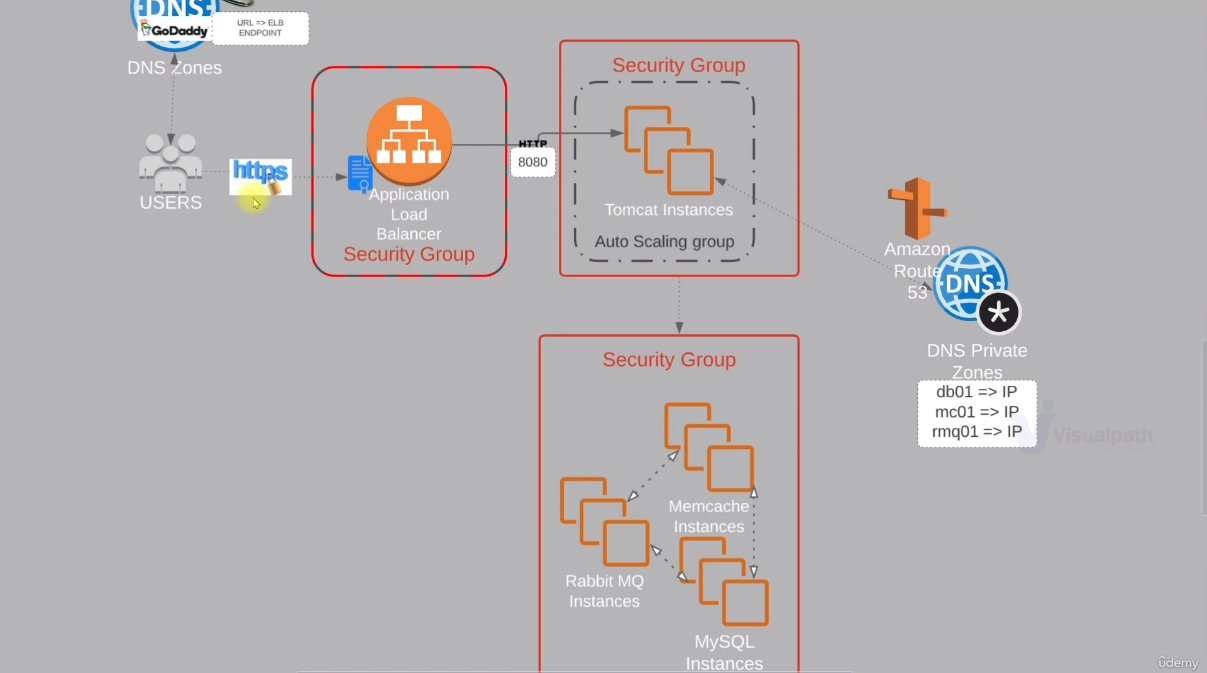 DNS
GoDaddy
URL => ELB
ENDPOINT
DNS Zones
USERS
https
Application
Load
Balancer
Security Group
HTTP
8080
Security Group
Tomcat Instances
Auto Scaling group
Amazon
Route
53
DNS
DNS Private
Zones
db01 => IP
mc01 => IP
rmq01 => IP
Visualpath
Security Group
Memcache
Instances
Rabbit MQ
Instances
MySQL
Instances
ûdemy